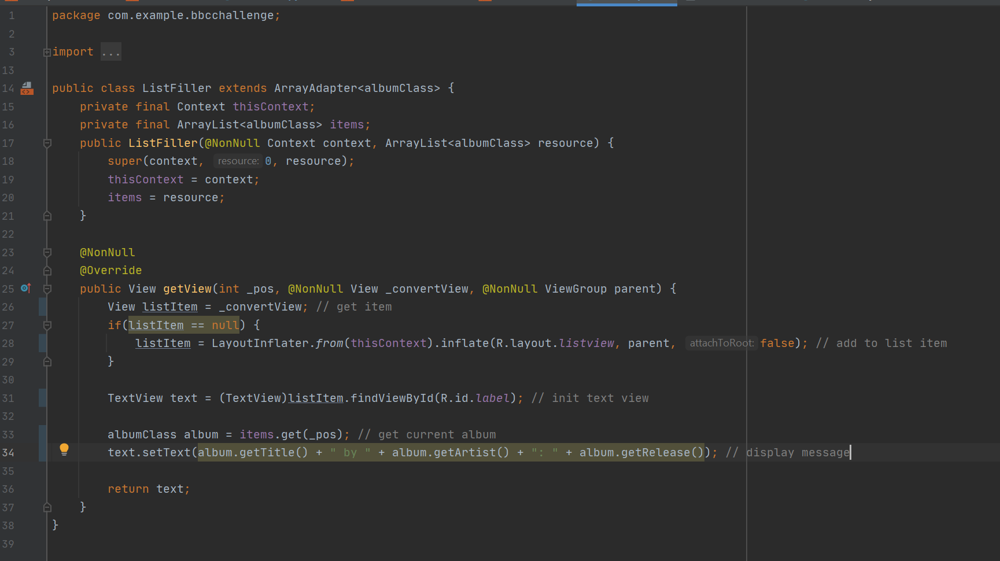 1 package com.example.bbcchallenge;
2
3 import ...
13
14 public class ListFiller extends ArrayAdapter<albumClass> {
15     private final Context thisContext;
16     private final ArrayList<albumClass> items;
17     public ListFiller(@NonNull Context context, ArrayList<albumClass> resource) {
18         super(context, resource: 0, resource);
19         thisContext = context;
20         items = resource;
21     }
22
23     @NonNull
24     @Override
25     public View getView(int _pos, @NonNull View _convertView, @NonNull ViewGroup parent) {
26         View listItem = _convertView; // get item
27         if(listItem == null) {
28             listItem = LayoutInflater.from(thisContext).inflate(R.layout.listview, parent, attachToRoot: false); // add to list item
29         }
30
31         TextView text = (TextView)listItem.findViewById(R.id.label); // init text view
32
33         albumClass album = items.get(_pos); // get current album
34         text.setText(album.getTitle() + " by " + album.getArtist() + ": " + album.getRelease()); // display message
35
36         return text;
37     }
38 }
39